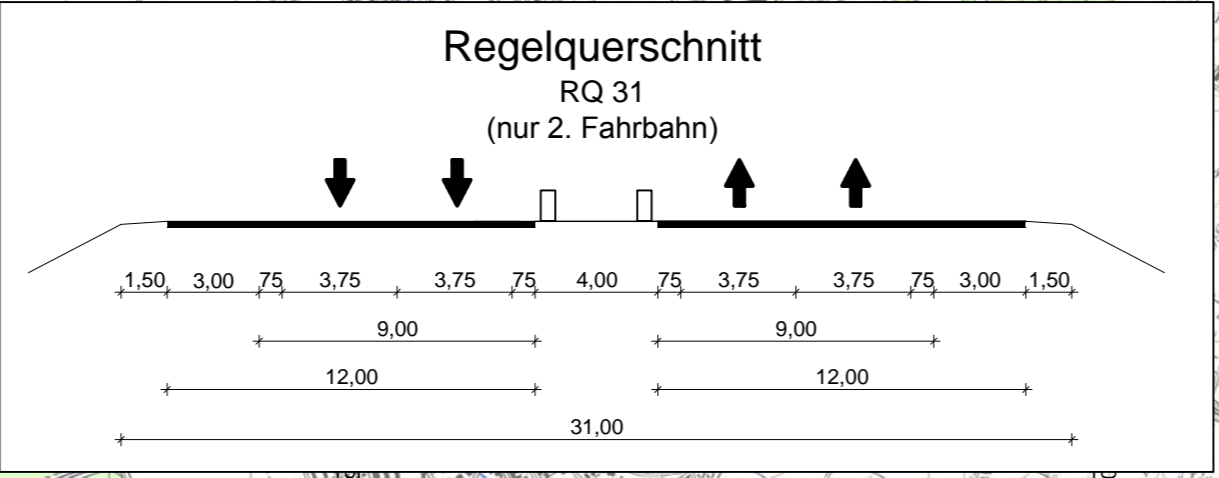 Regelquerschnitt
RQ 31
(nur 2. Fahrbahn)
1,50 3,00 75 3,75 3,75 75 4,00 75 3,75 3,75 75 3,00 1,50
9,00 9,00
12,00 12,00
31,00